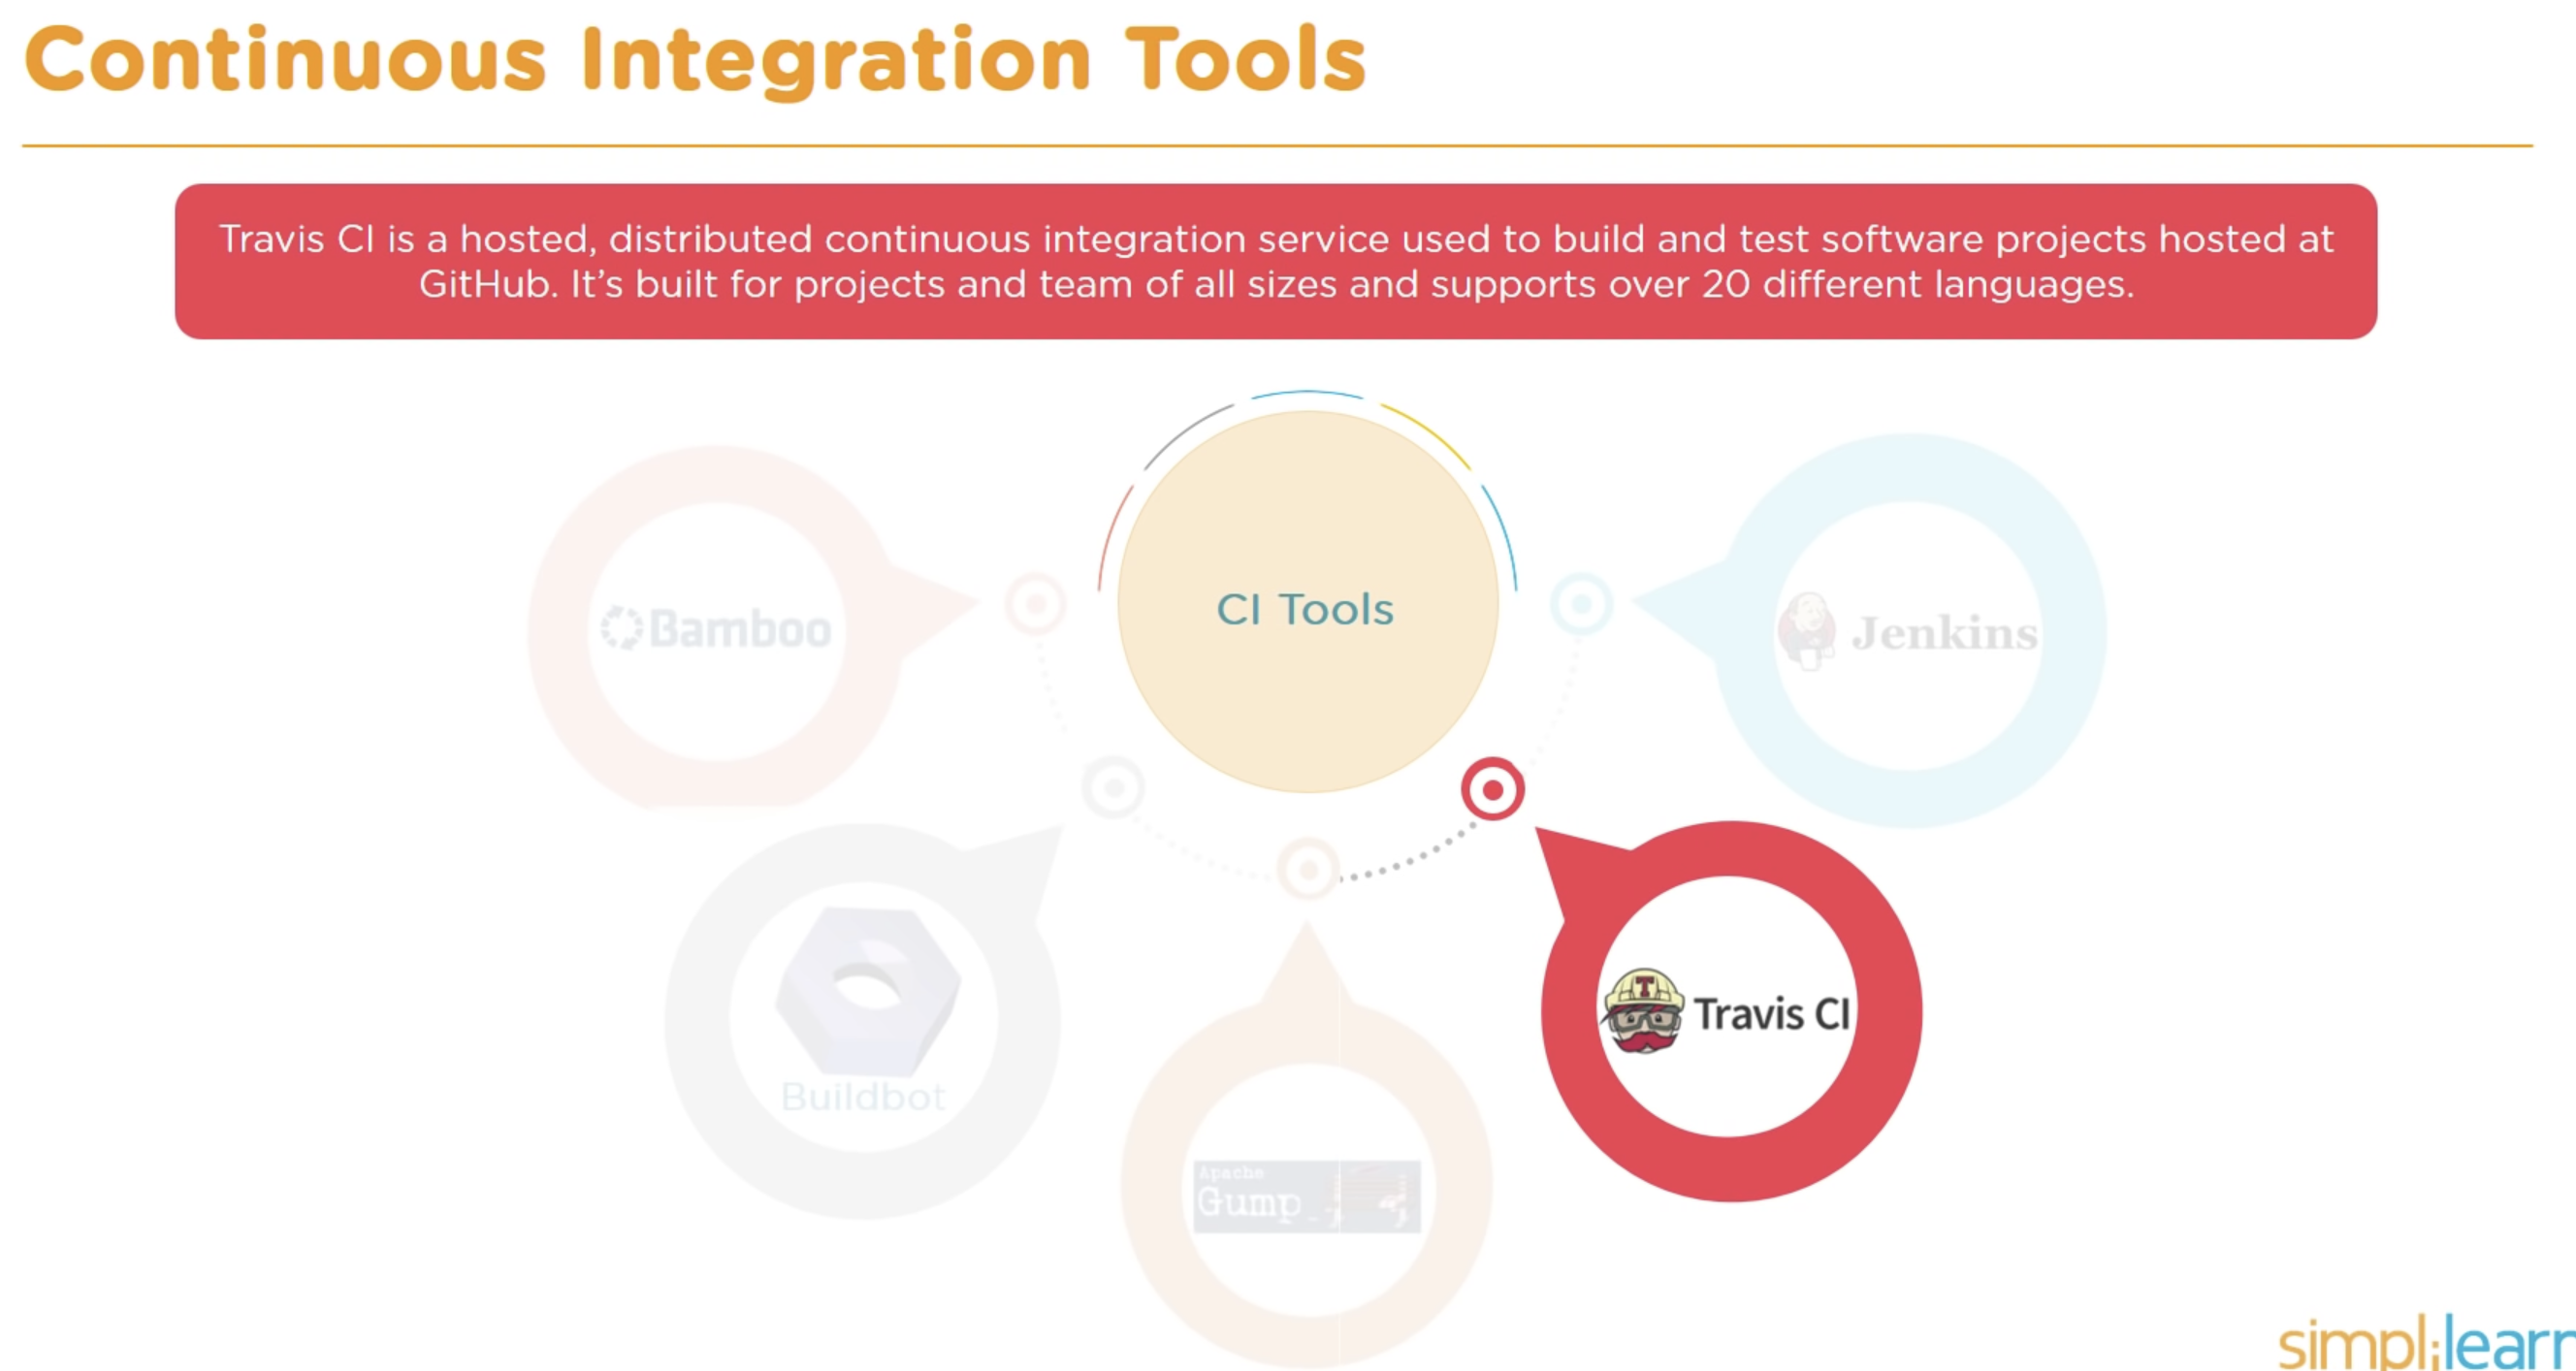 Continuous Integration Tools
Travis CI is a hosted, distributed continuous integration service used to build and test software projects hosted at
GitHub. It's built for projects and team of all sizes and supports over 20 different languages.
CI Tools
Bamboo
Jenkins
Buildbot
Apache
Gump
T
Travis CI
simplilearn